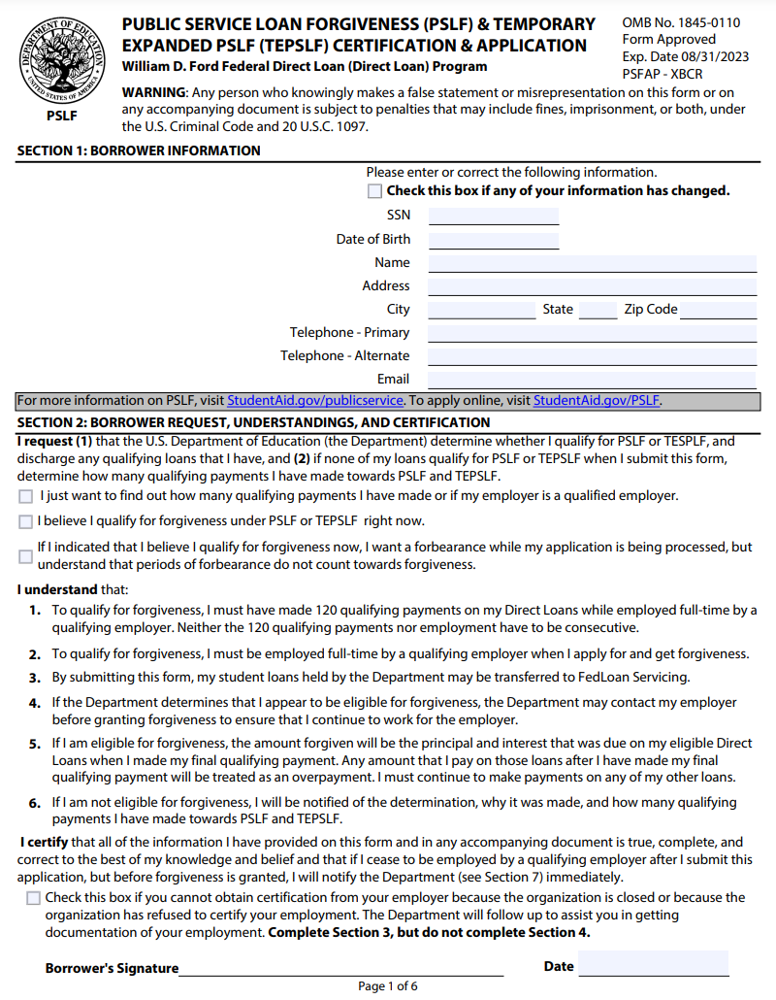 PUBLIC SERVICE LOAN FORGIVENESS (PSLF) & TEMPORARY
EXPANDED PSLF (TEPSLF) CERTIFICATION & APPLICATION
William D. Ford Federal Direct Loan (Direct Loan) Program
OMB No. 1845-0110
Form Approved
Exp. Date 08/31/2023
PSFAP - XBCR
DEPARTMENT OF EDUCATION
UNITED STATES OF AMERICA
PSLF
WARNING: Any person who knowingly makes a false statement or misrepresentation on this form or on
any accompanying document is subject to penalties that may include fines, imprisonment, or both, under
the U.S. Criminal Code and 20 U.S.C. 1097.
SECTION 1: BORROWER INFORMATION
Please enter or correct the following information.
Check this box if any of your information has changed.
SSN
Date of Birth
Name
Address
City State Zip Code
Telephone - Primary
Telephone - Alternate
Email
For more information on PSLF, visit StudentAid.gov/publicservice. To apply online, visit StudentAid.gov/PSLF.
SECTION 2: BORROWER REQUEST, UNDERSTANDINGS, AND CERTIFICATION
I request (1) that the U.S. Department of Education (the Department) determine whether I qualify for PSLF or TESPLF, and
discharge any qualifying loans that I have, and (2) if none of my loans qualify for PSLF or TEPSLF when I submit this form,
determine how many qualifying payments I have made towards PSLF and TEPSLF.
I just want to find out how many qualifying payments I have made or if my employer is a qualified employer.
I believe I qualify for forgiveness under PSLF or TEPSLF right now.
If I indicated that I believe I qualify for forgiveness now, I want a forbearance while my application is being processed, but
understand that periods of forbearance do not count towards forgiveness.
I understand that:
1. To qualify for forgiveness, I must have made 120 qualifying payments on my Direct Loans while employed full-time by a
qualifying employer. Neither the 120 qualifying payments nor employment have to be consecutive.
2. To qualify for forgiveness, I must be employed full-time by a qualifying employer when I apply for and get forgiveness.
3. By submitting this form, my student loans held by the Department may be transferred to FedLoan Servicing.
4. If the Department determines that I appear to be eligible for forgiveness, the Department may contact my employer
before granting forgiveness to ensure that I continue to work for the employer.
5. If I am eligible for forgiveness, the amount forgiven will be the principal and interest that was due on my eligible Direct
Loans when I made my final qualifying payment. Any amount that I pay on those loans after I have made my final
qualifying payment will be treated as an overpayment. I must continue to make payments on any of my other loans.
6. If I am not eligible for forgiveness, I will be notified of the determination, why it was made, and how many qualifying
payments I have made towards PSLF and TEPSLF.
I certify that all of the information I have provided on this form and in any accompanying document is true, complete, and
correct to the best of my knowledge and belief and that if I cease to be employed by a qualifying employer after I submit this
application, but before forgiveness is granted, I will notify the Department (see Section 7) immediately.
Check this box if you cannot obtain certification from your employer because the organization is closed or because the
organization has refused to certify your employment. The Department will follow up to assist you in getting
documentation of your employment. Complete Section 3, but do not complete Section 4.
Borrower's Signature Date
Page 1 of 6